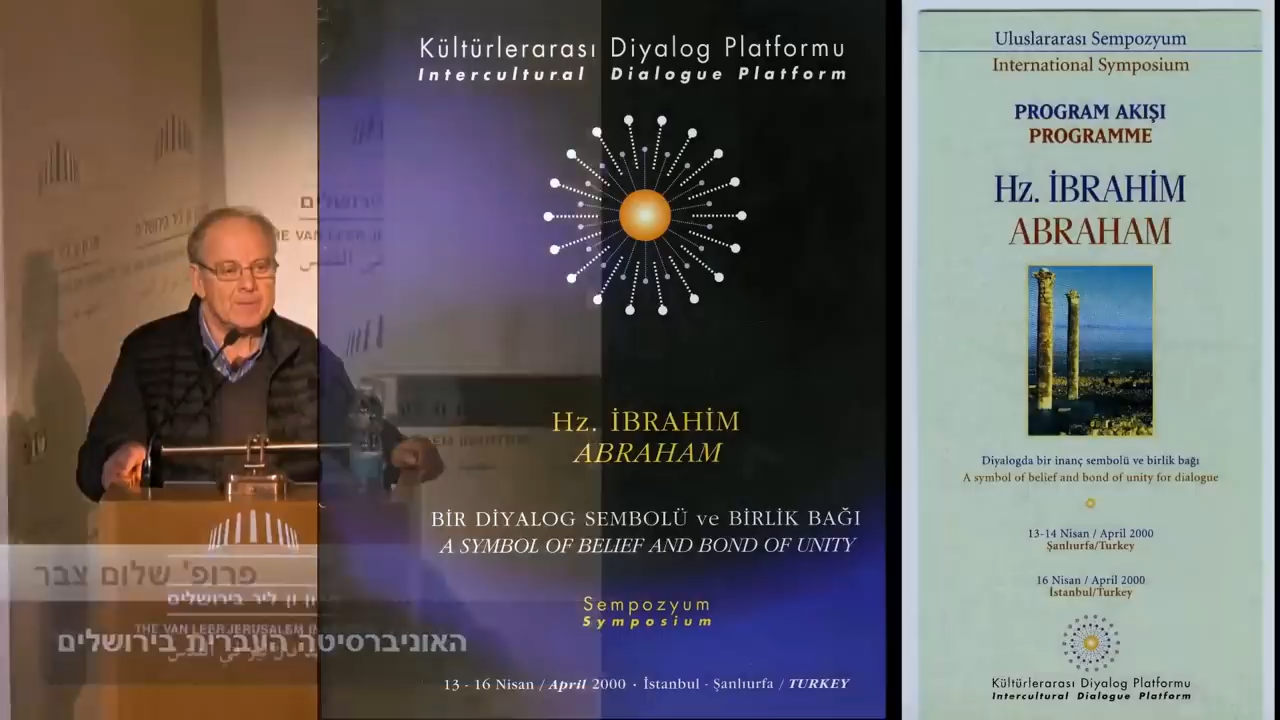 פרופ' שלום צבר
האוניברסיטה העברית בירושלים
THE VAN LEER JERUSALEM
Kültürlerarası Diyalog Platformu
Intercultural Dialogue Platform
Hz. İBRAHİM
ABRAHAM
BİR DİYALOG SEMBOLÜ ve BİRLİK BAĞI
A SYMBOL OF BELIEF AND BOND OF UNITY
Sempozyum
Symposium
13 - 16 Nisan / April 2000 · İstanbul - Şanlıurfa / TURKEY
Uluslararası Sempozyum
International Symposium
PROGRAM AKIŞI
PROGRAMME
Hz. İBRAHİM
ABRAHAM
Diyalogda bir inanç sembolü ve birlik bağı
A symbol of belief and bond of unity for dialogue
13-14 Nisan / April 2000
Şanlıurfa/Turkey
16 Nisan / April 2000
İstanbul/Turkey
Kültürlerarası Diyalog Platformu
Intercultural Dialogue Platform